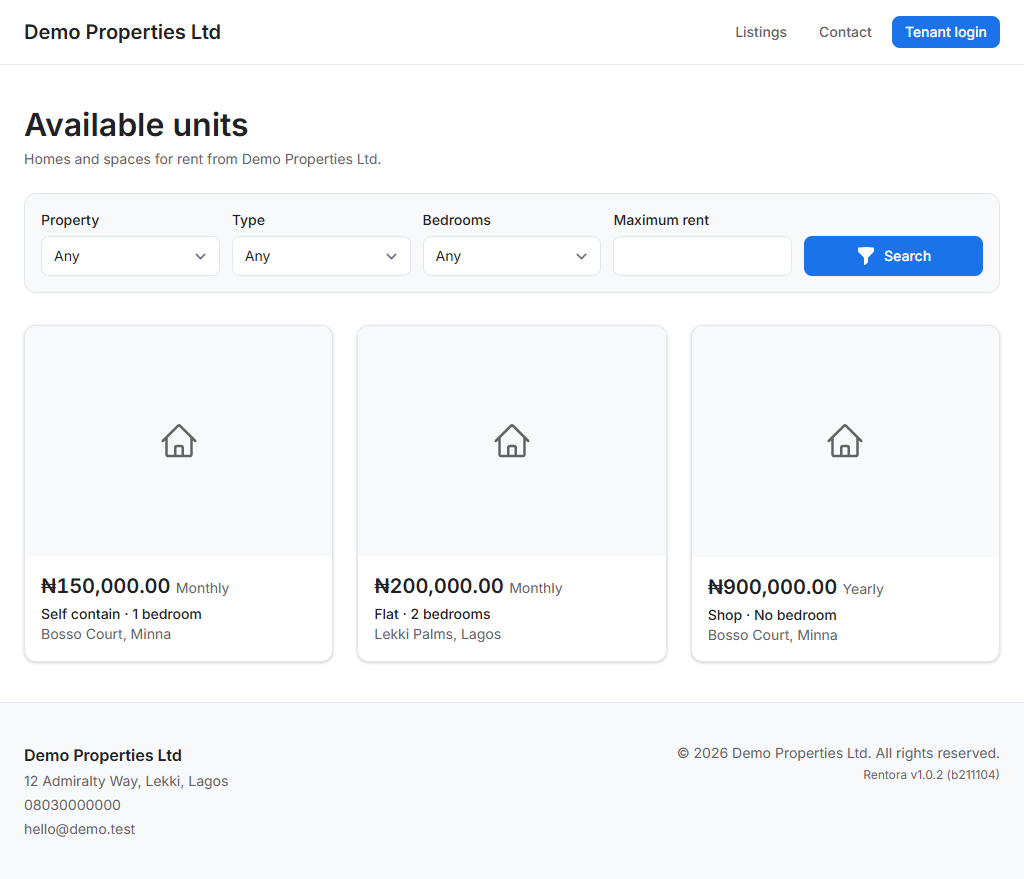 Demo Properties Ltd
Listings
Contact
Tenant login
Available units
Homes and spaces for rent from Demo Properties Ltd.
Property
Type
Bedrooms
Maximum rent
Any
Any
Any
Search
₦150,000.00 Monthly
Self contain · 1 bedroom
Bosso Court, Minna
₦200,000.00 Monthly
Flat · 2 bedrooms
Lekki Palms, Lagos
₦900,000.00 Yearly
Shop · No bedroom
Bosso Court, Minna
Demo Properties Ltd
12 Admiralty Way, Lekki, Lagos
08030000000
hello@demo.test
© 2026 Demo Properties Ltd. All rights reserved.
Rentora v1.0.2 (b211104)